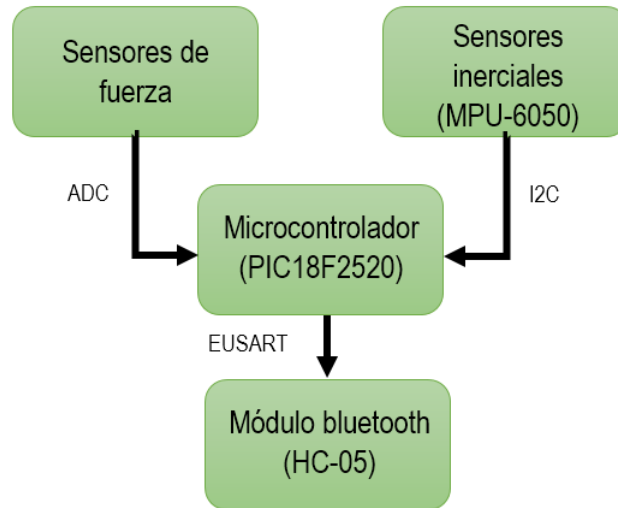 Sensores de
fuerza
Sensores
inerciales
(MPU-6050)
ADC
I2C
Microcontrolador
(PIC18F2520)
EUSART
Módulo bluetooth
(HC-05)